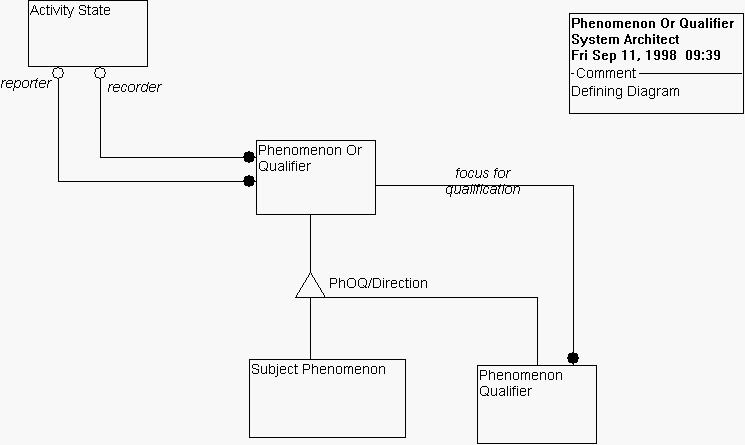 Activity State
Phenomenon Or Qualifier
System Architect
Fri Sep 11, 1998  09:39
Comment
Defining Diagram
reporter
recorder
Phenomenon Or
Qualifier
focus for
qualification
PhOQ/Direction
Subject Phenomenon
Phenomenon
Qualifier